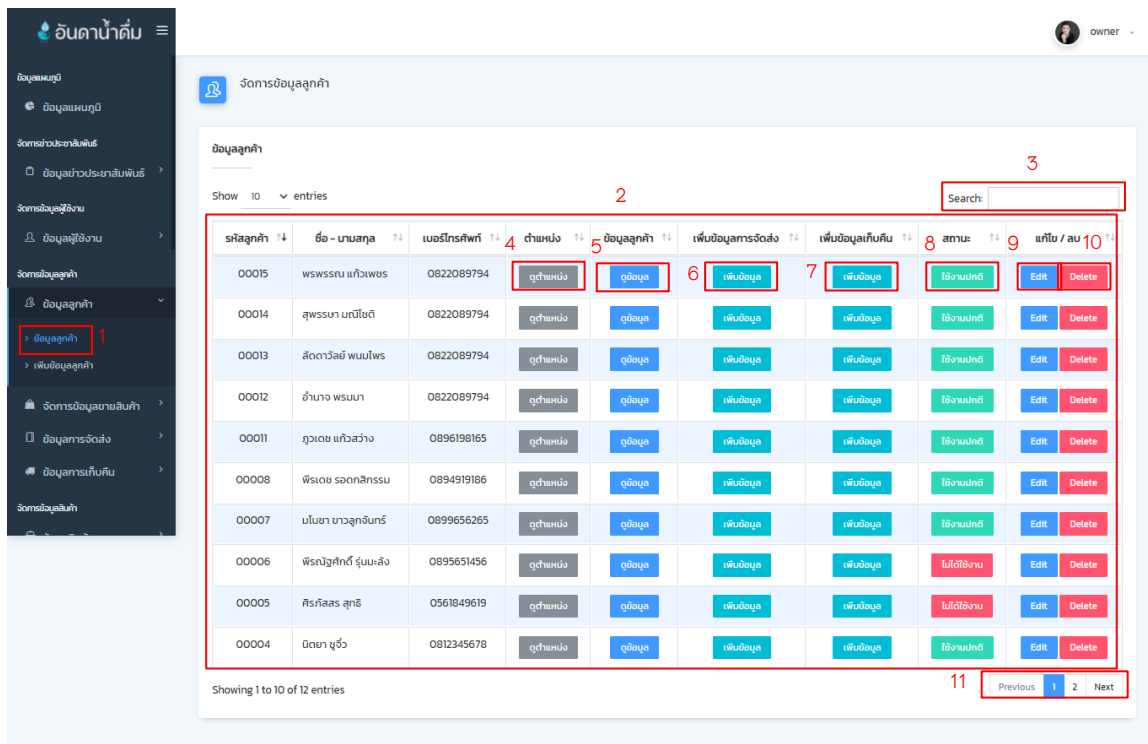 อันดาน้ำดื่ม
owner
ข้อมูลแผนภูมิ
ข้อมูลแผนภูมิ
จัดการข่าวประชาสัมพันธ์
ข้อมูลข่าวประชาสัมพันธ์
จัดการข้อมูลผู้ใช้งาน
ข้อมูลผู้ใช้งาน
จัดการข้อมูลลูกค้า
ข้อมูลลูกค้า
> ข้อมูลลูกค้า 1
> เพิ่มข้อมูลลูกค้า
จัดการข้อมูลขายสินค้า
ข้อมูลการจัดส่ง
ข้อมูลการเก็บคืน
จัดการข้อมูลสินค้า
จัดการข้อมูลลูกค้า
ข้อมูลลูกค้า
3
Show 10 entries 2 Search:
รหัสลูกค้า ชื่อ - นามสกุล เบอร์โทรศัพท์ 4 ตำแหน่ง 5 ข้อมูลลูกค้า เพิ่มข้อมูลการจัดส่ง เพิ่มข้อมูลเก็บคืน 8 สถานะ 9 แก้ไข / ลบ 10
00015 พรพรรณ แก้วเพชร 0822089794 ดูตำแหน่ง ดูข้อมูล 6 เพิ่มข้อมูล 7 เพิ่มข้อมูล ใช้งานปกติ Edit Delete
00014 สุพรรษา มณีโชติ 0822089794 ดูตำแหน่ง ดูข้อมูล เพิ่มข้อมูล เพิ่มข้อมูล ใช้งานปกติ Edit Delete
00013 ลัดดาวัลย์ พนมไพร 0822089794 ดูตำแหน่ง ดูข้อมูล เพิ่มข้อมูล เพิ่มข้อมูล ใช้งานปกติ Edit Delete
00012 อำนาจ พรมมา 0822089794 ดูตำแหน่ง ดูข้อมูล เพิ่มข้อมูล เพิ่มข้อมูล ใช้งานปกติ Edit Delete
00011 ภูวเดช แก้วสว่าง 0896198165 ดูตำแหน่ง ดูข้อมูล เพิ่มข้อมูล เพิ่มข้อมูล ใช้งานปกติ Edit Delete
00008 พีรเดช รอดกสิกรรม 0894919186 ดูตำแหน่ง ดูข้อมูล เพิ่มข้อมูล เพิ่มข้อมูล ใช้งานปกติ Edit Delete
00007 มโนชา ขาวลูกจันทร์ 0899656265 ดูตำแหน่ง ดูข้อมูล เพิ่มข้อมูล เพิ่มข้อมูล ใช้งานปกติ Edit Delete
00006 พีรณัฐศักดิ์ รุ่นมะลัง 0895651456 ดูตำแหน่ง ดูข้อมูล เพิ่มข้อมูล เพิ่มข้อมูล ไม่ได้ใช้งาน Edit Delete
00005 ศิรภัสสร สุทธิ 0561849619 ดูตำแหน่ง ดูข้อมูล เพิ่มข้อมูล เพิ่มข้อมูล ไม่ได้ใช้งาน Edit Delete
00004 นิตยา ชูจิ๋ว 0812345678 ดูตำแหน่ง ดูข้อมูล เพิ่มข้อมูล เพิ่มข้อมูล ใช้งานปกติ Edit Delete
Showing 1 to 10 of 12 entries 11 Previous 1 2 Next